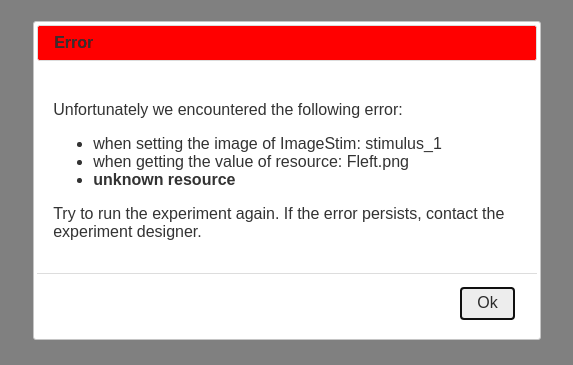 Error
Unfortunately we encountered the following error:
• when setting the image of ImageStim: stimulus_1
• when getting the value of resource: Fleft.png
• unknown resource
Try to run the experiment again. If the error persists, contact the
experiment designer.
Ok